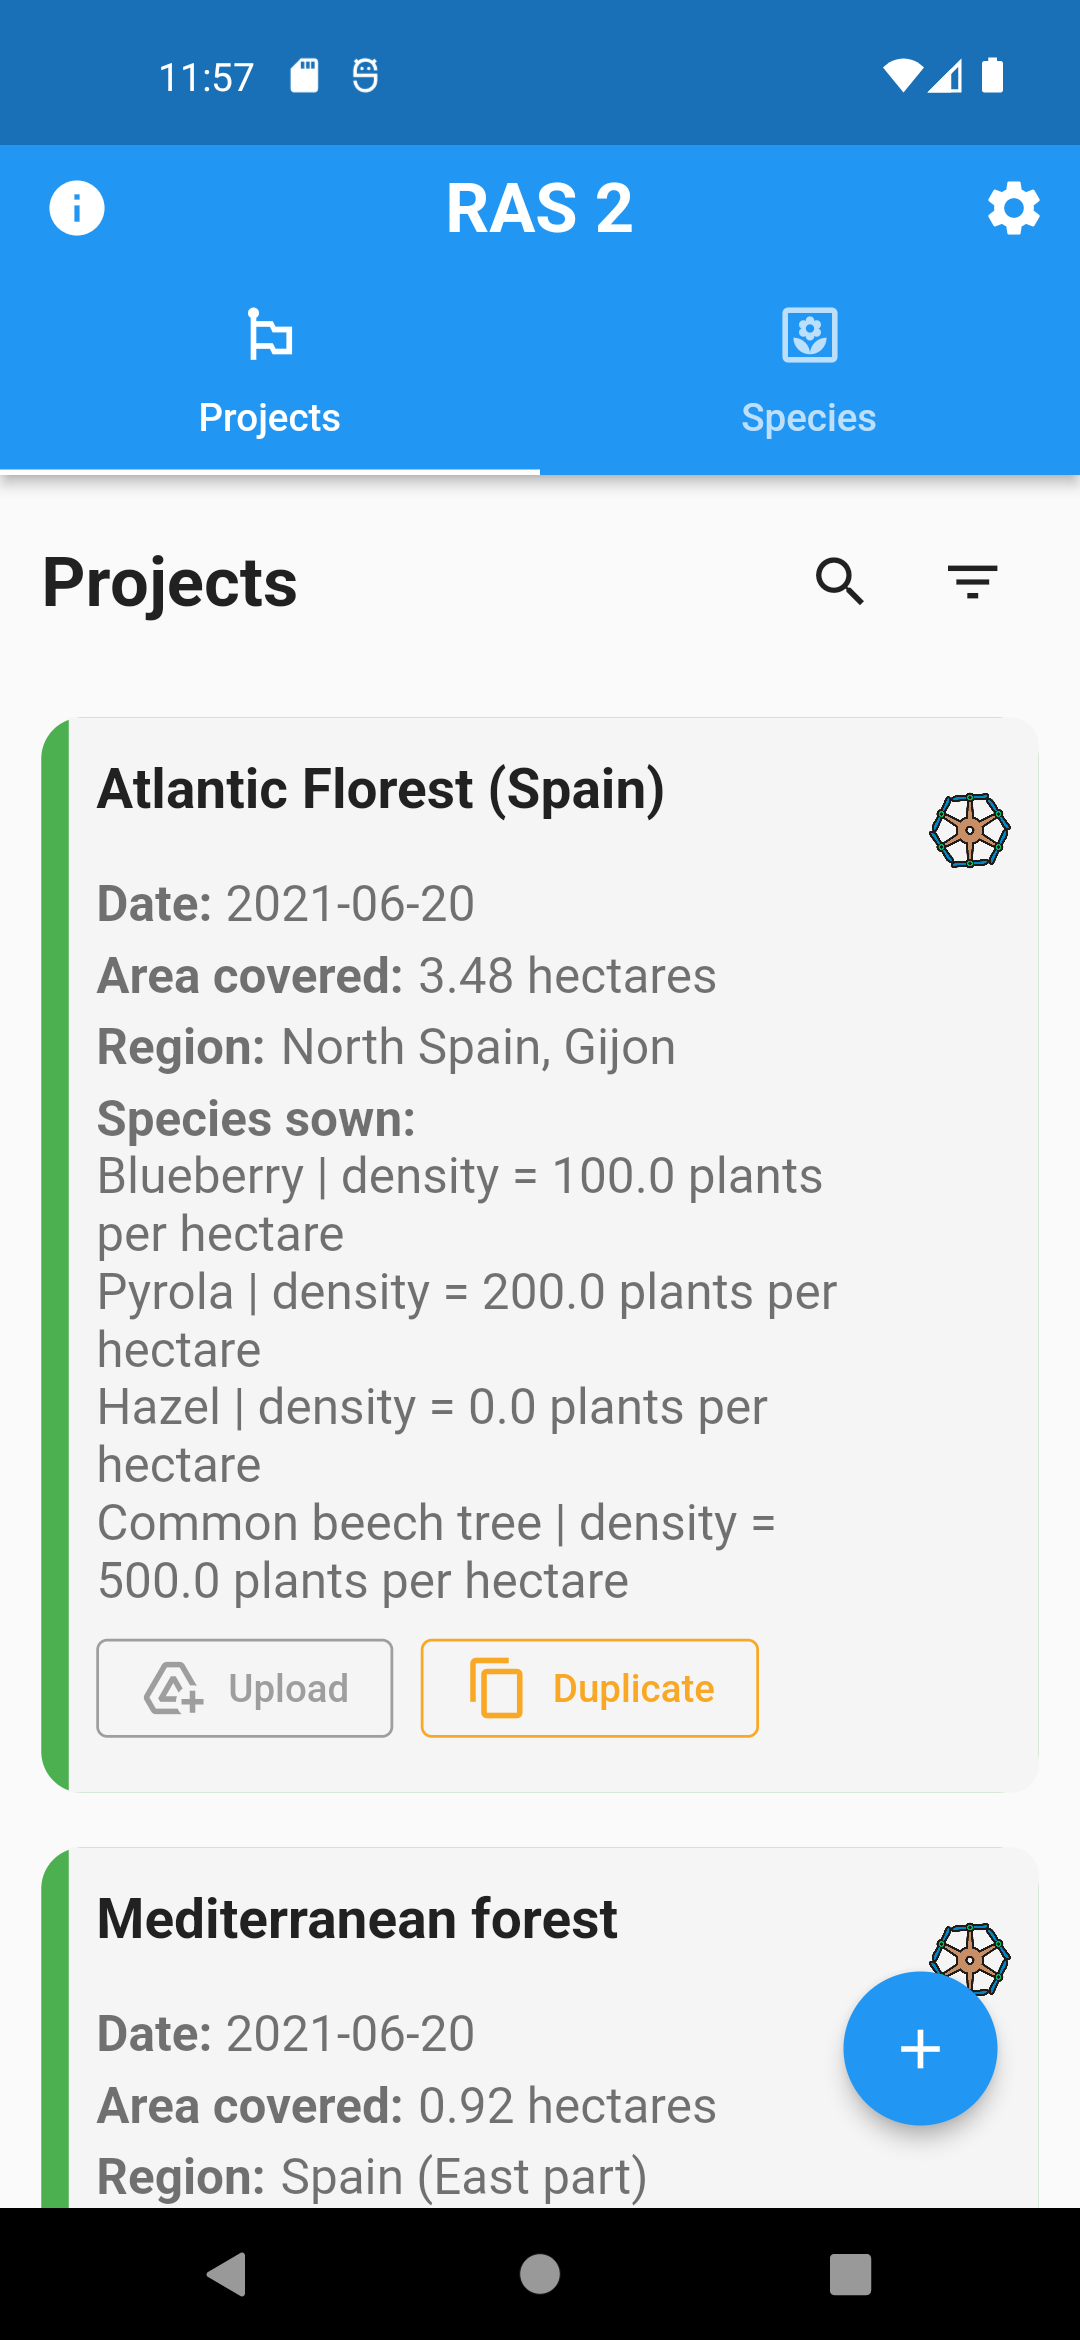 11:57
RAS 2
Projects
Species
Projects
Atlantic Florest (Spain)
Date: 2021-06-20
Area covered: 3.48 hectares
Region: North Spain, Gijon
Species sown:
Blueberry | density = 100.0 plants
per hectare
Pyrola | density = 200.0 plants per
hectare
Hazel | density = 0.0 plants per
hectare
Common beech tree | density =
500.0 plants per hectare
Upload
Duplicate
Mediterranean forest
Date: 2021-06-20
Area covered: 0.92 hectares
Region: Spain (East part)